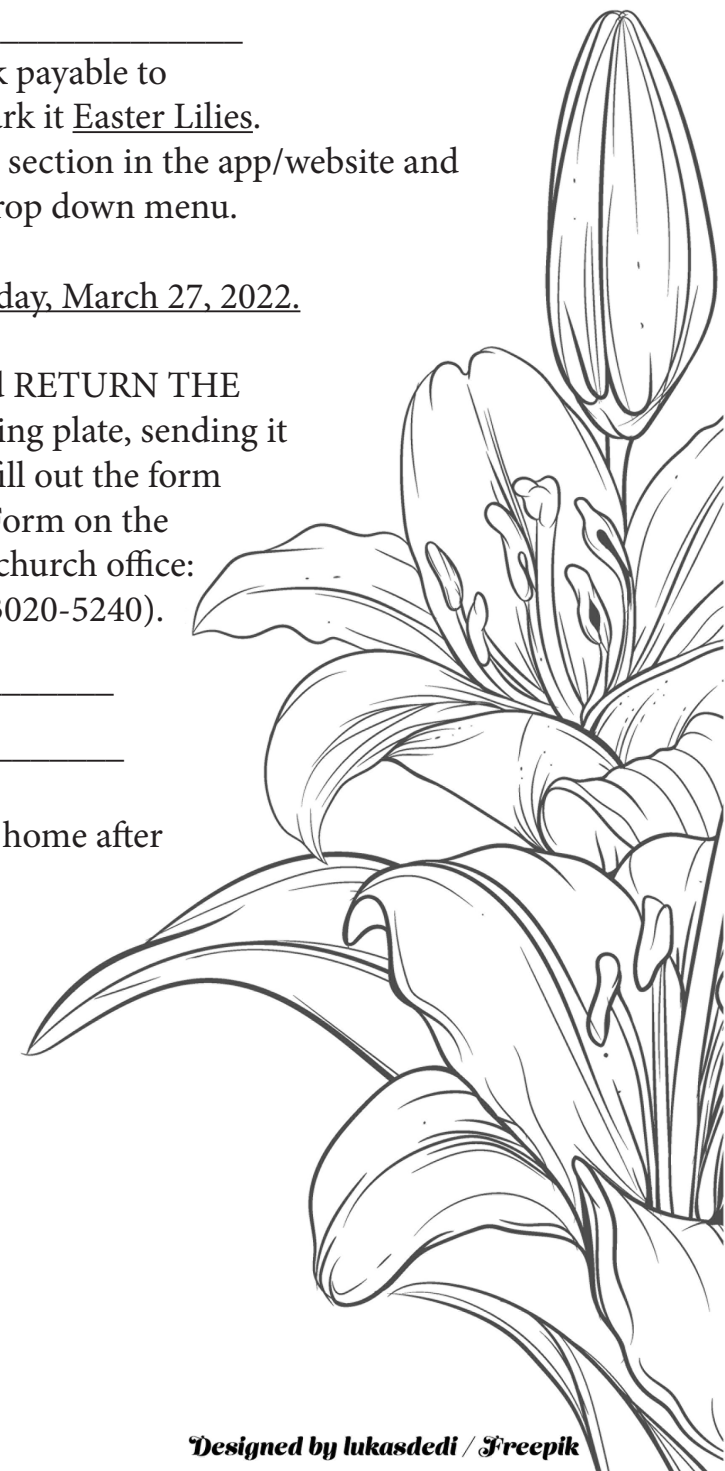 k payable to
rk it Easter Lilies.
section in the app/website and
rop down menu.
day, March 27, 2022.
d RETURN THE
ing plate, sending it
ill out the form
Form on the
church office:
3020-5240).
home after
Designed by lukasdedi / Freepik